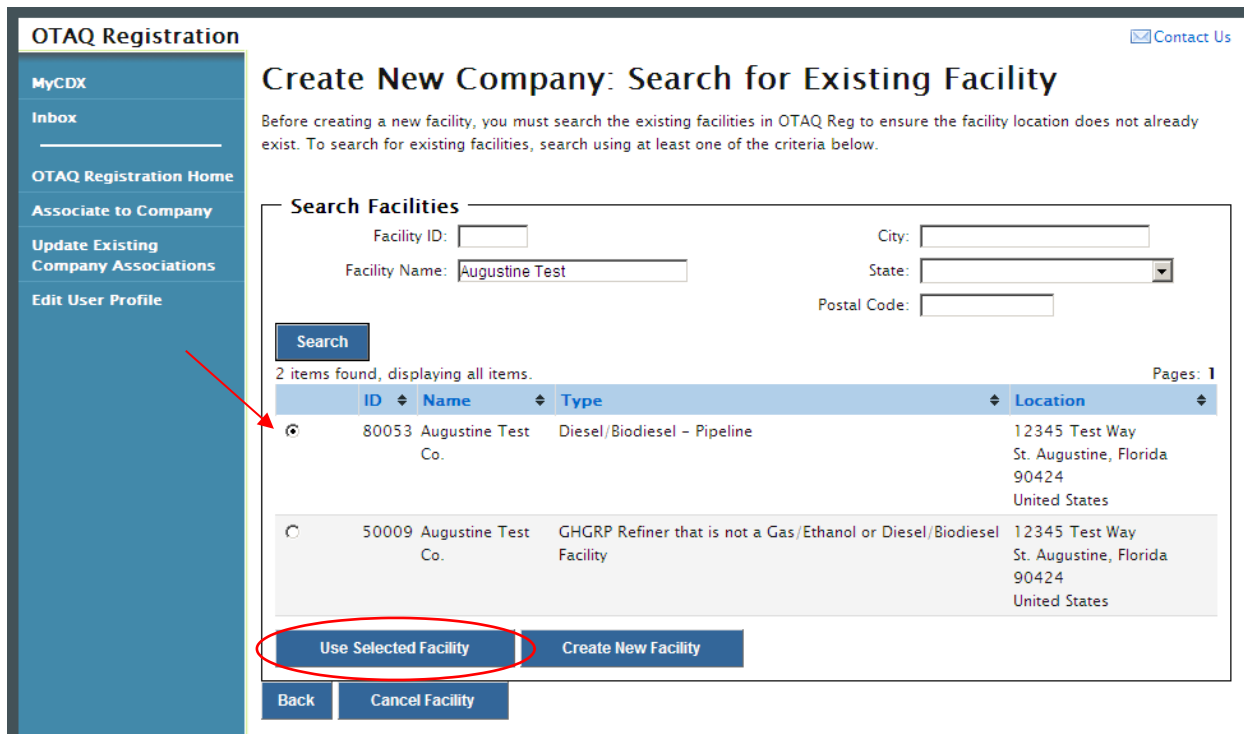 OTAQ Registration
Contact Us
MyCDX
Inbox
OTAQ Registration Home
Associate to Company
Update Existing
Company Associations
Edit User Profile
Create New Company: Search for Existing Facility
Before creating a new facility, you must search the existing facilities in OTAQ Reg to ensure the facility location does not already
exist. To search for existing facilities, search using at least one of the criteria below.
Search Facilities
Facility ID:
City:
Facility Name: Augustine Test
State:
Postal Code:
Search
2 items found, displaying all items.
Pages: 1
ID Name Type Location
80053 Augustine Test Diesel/Biodiesel - Pipeline 12345 Test Way
Co. St. Augustine, Florida
90424
United States
50009 Augustine Test GHGRP Refiner that is not a Gas/Ethanol or Diesel/Biodiesel 12345 Test Way
Co. Facility St. Augustine, Florida
90424
United States
Use Selected Facility Create New Facility
Back Cancel Facility